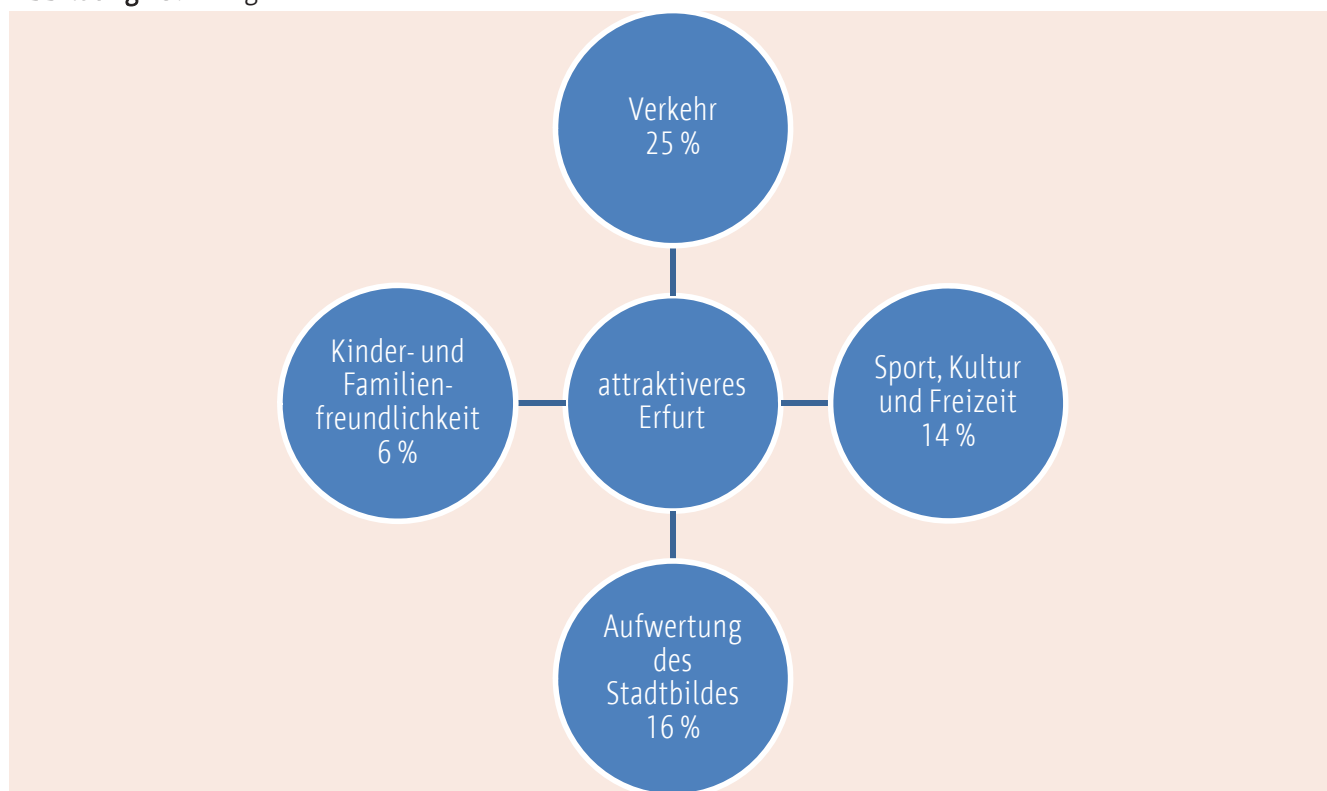 Verkehr
25 %
Kinder- und
Familien-
freundlichkeit
6 %
attraktiveres
Erfurt
Sport, Kultur
und Freizeit
14 %
Aufwertung
des
Stadtbildes
16 %